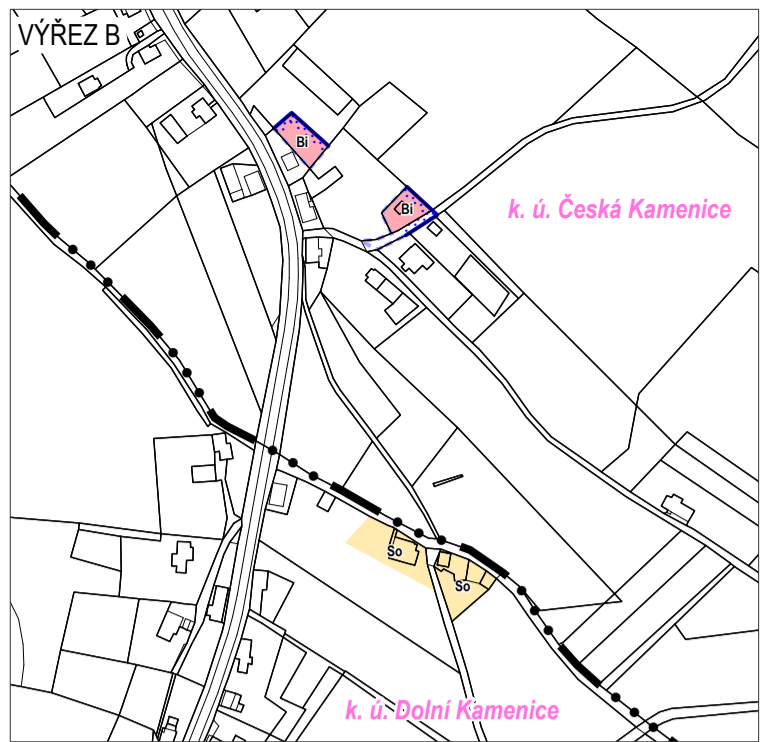 VÝŘEZ B
Bi
Bi
k. ú. Česká Kamenice
So
So
k. ú. Dolní Kamenice